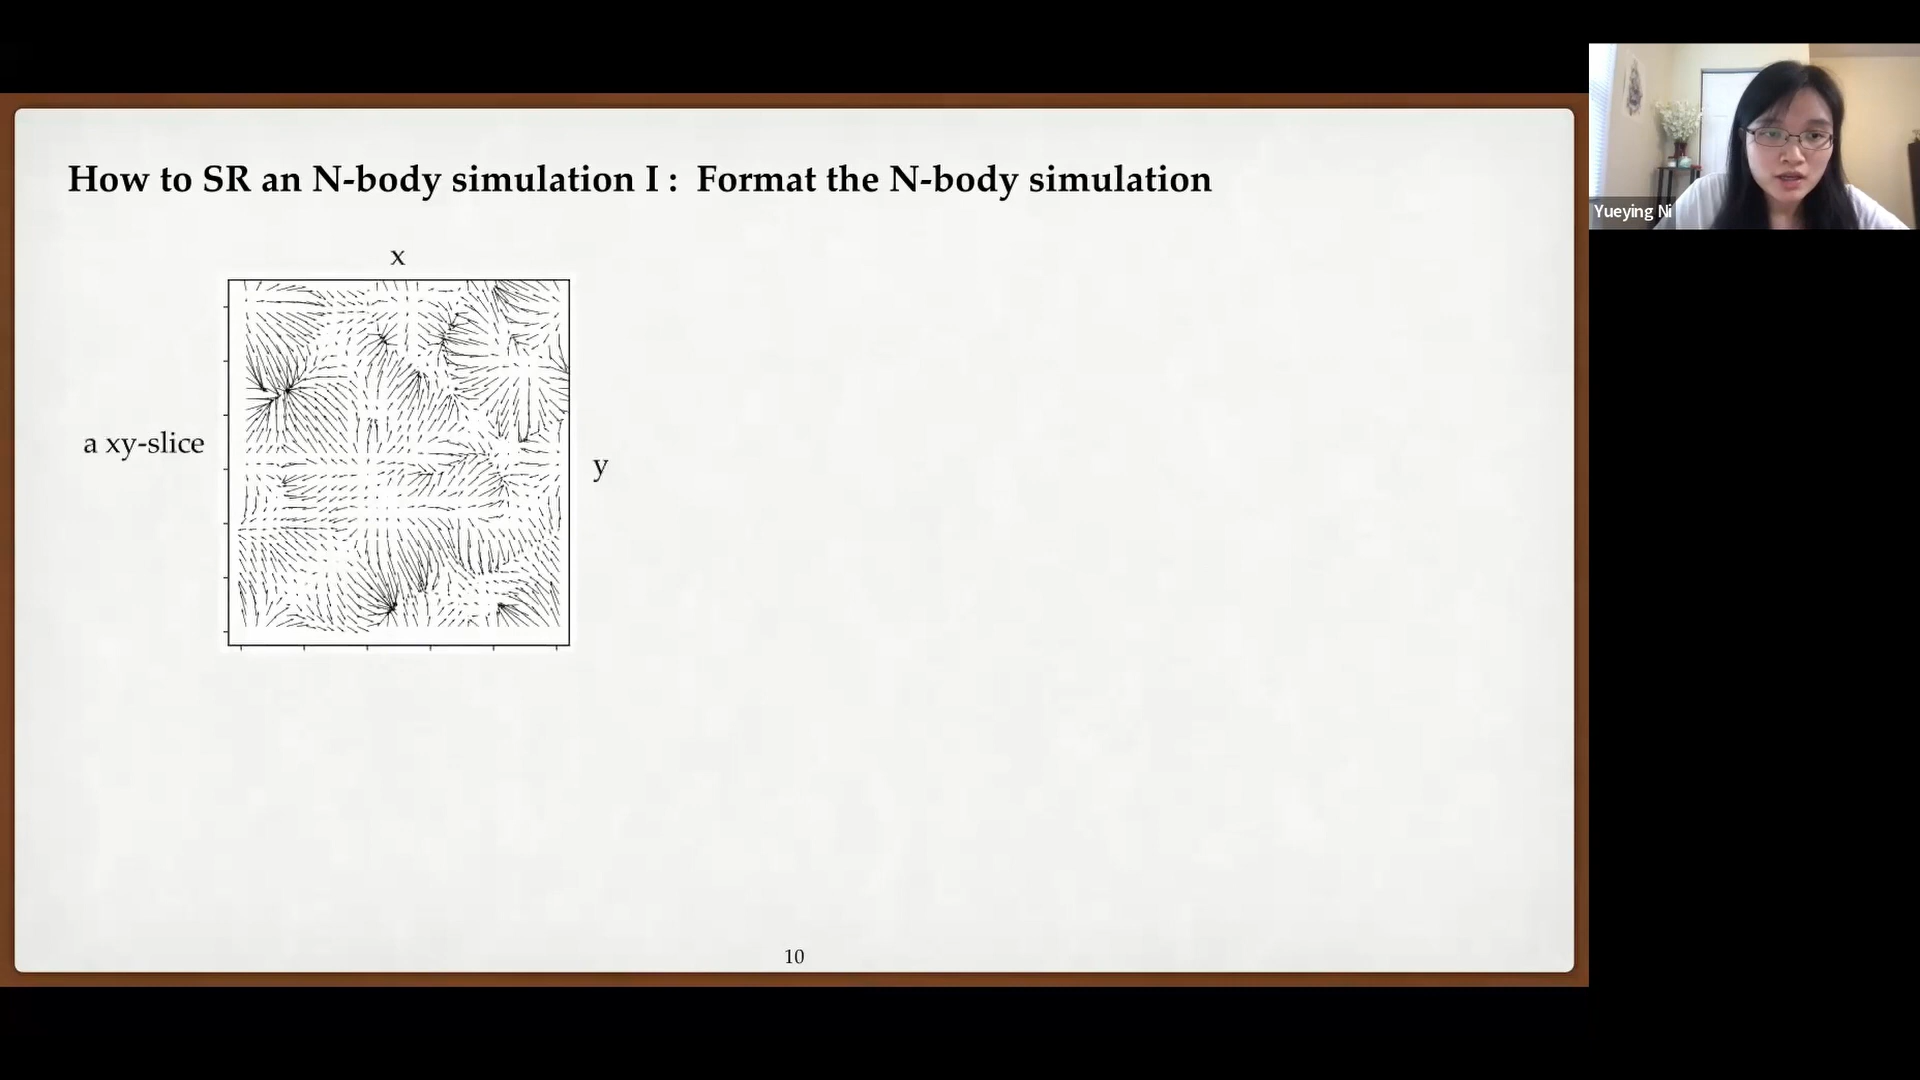 How to SR an N-body simulation I : Format the N-body simulation
x
a xy-slice
y
10
Yueying Ni